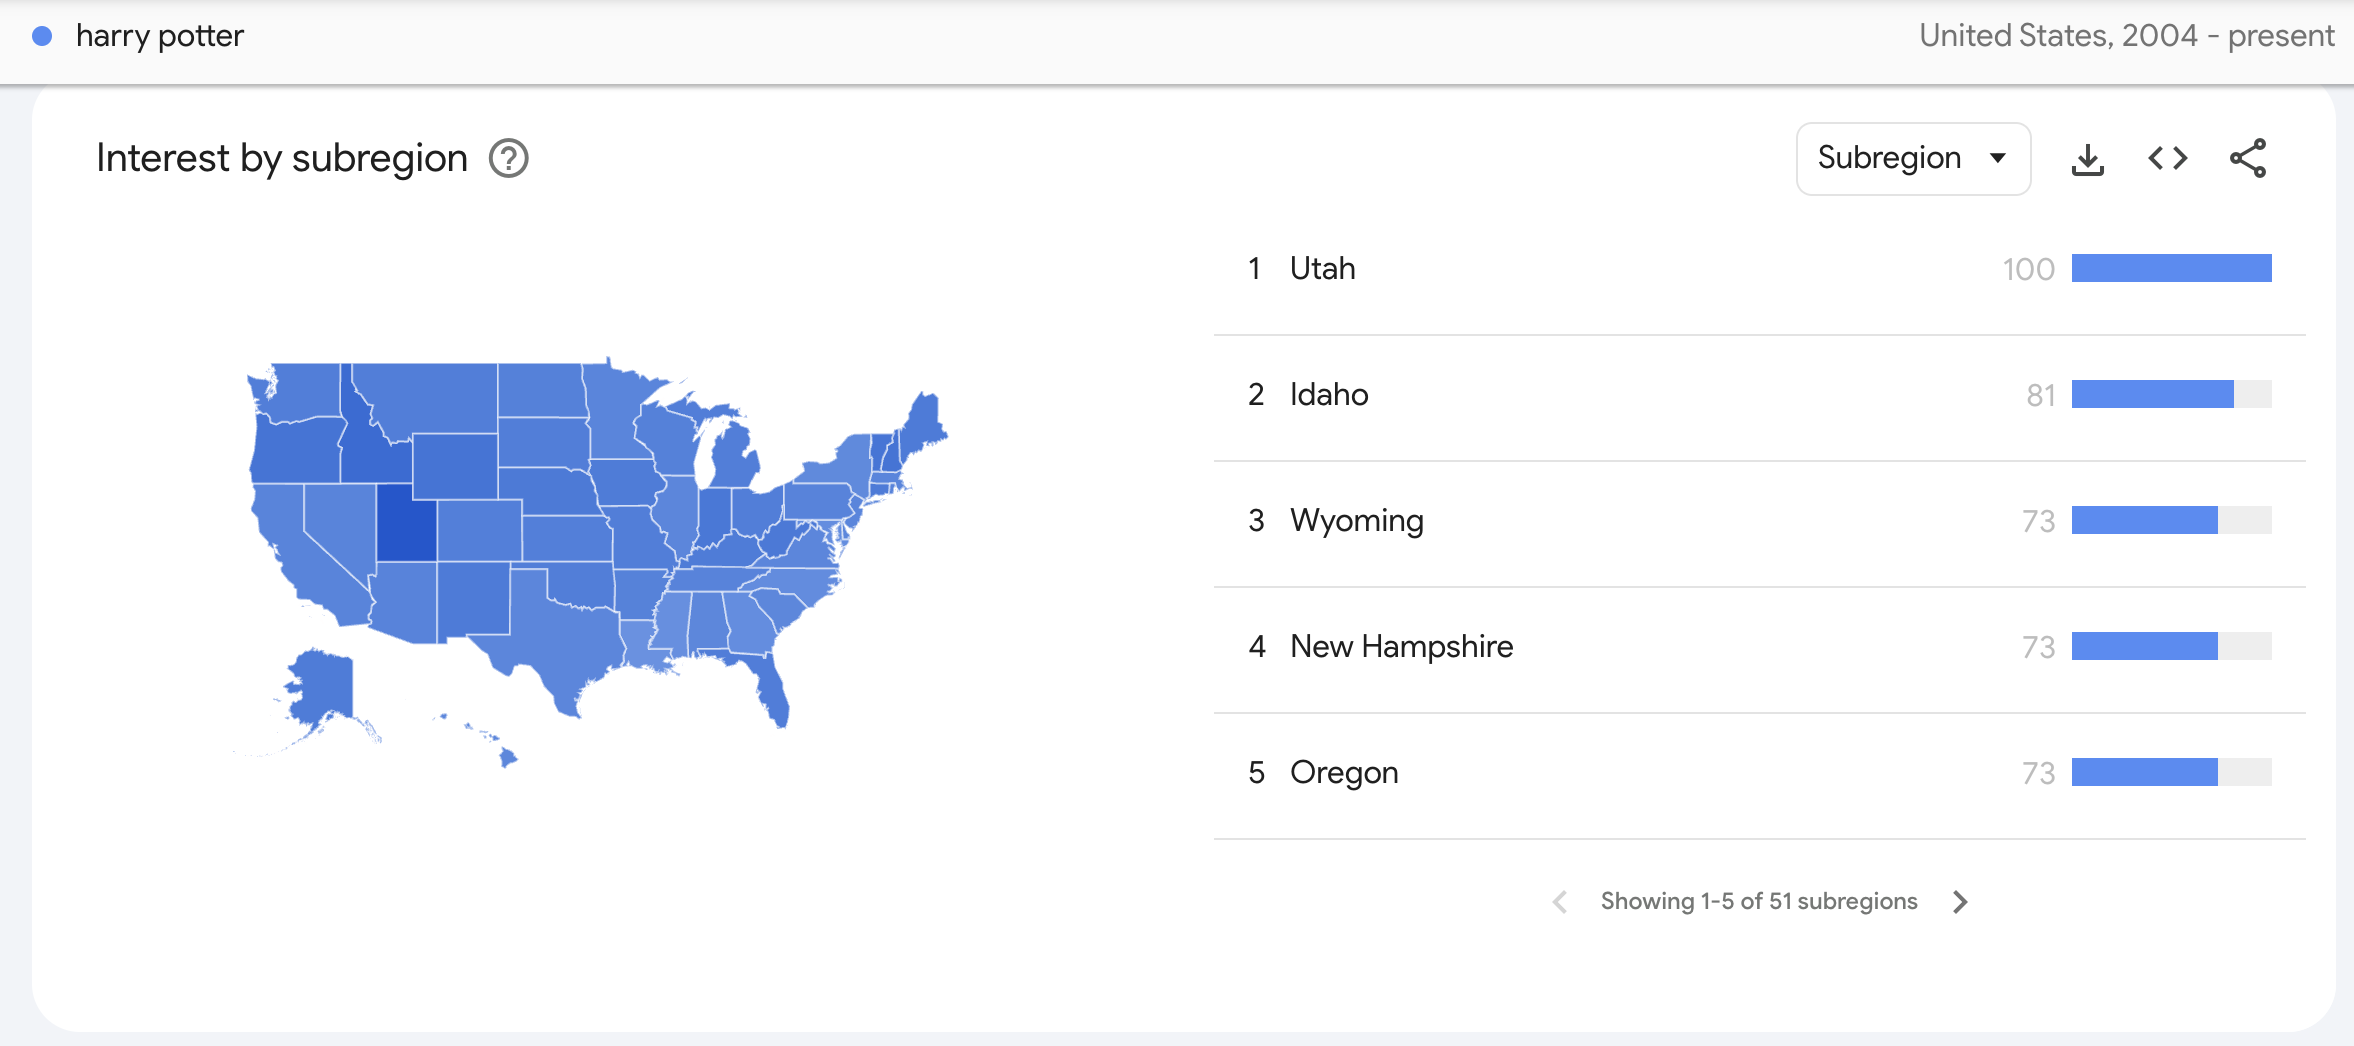 harry potter
United States, 2004 - present
Interest by subregion
Subregion
1 Utah 100
2 Idaho 81
3 Wyoming 73
4 New Hampshire 73
5 Oregon 73
Showing 1-5 of 51 subregions